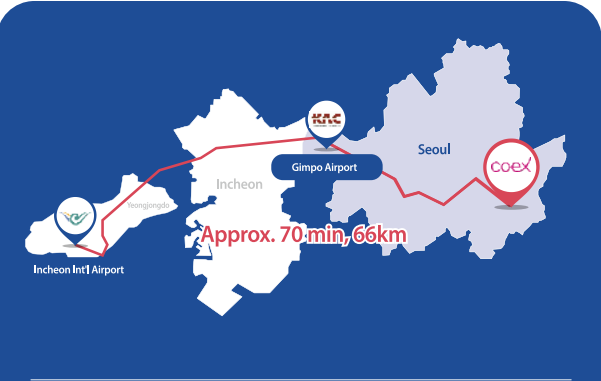 KAC
Gimpo Airport
Seoul
coex
Incheon
Yeongjongdo
Approx. 70 min, 66km
Incheon Int'l Airport